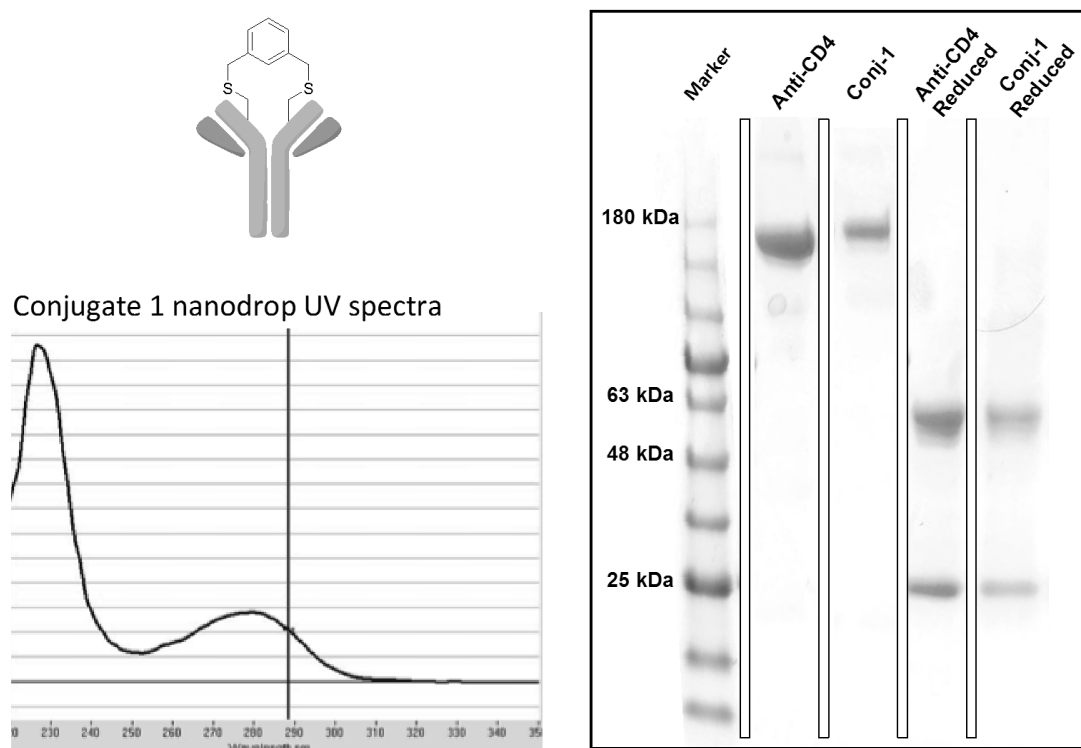 S
S
Conjugate 1 nanodrop UV spectra
230 240 250 260 270 280 290 300 310 320 330 340
Marker
Anti-CD4
Conj-1
Anti-CD4
Reduced
Conj-1
Reduced
180 kDa
63 kDa
48 kDa
25 kDa